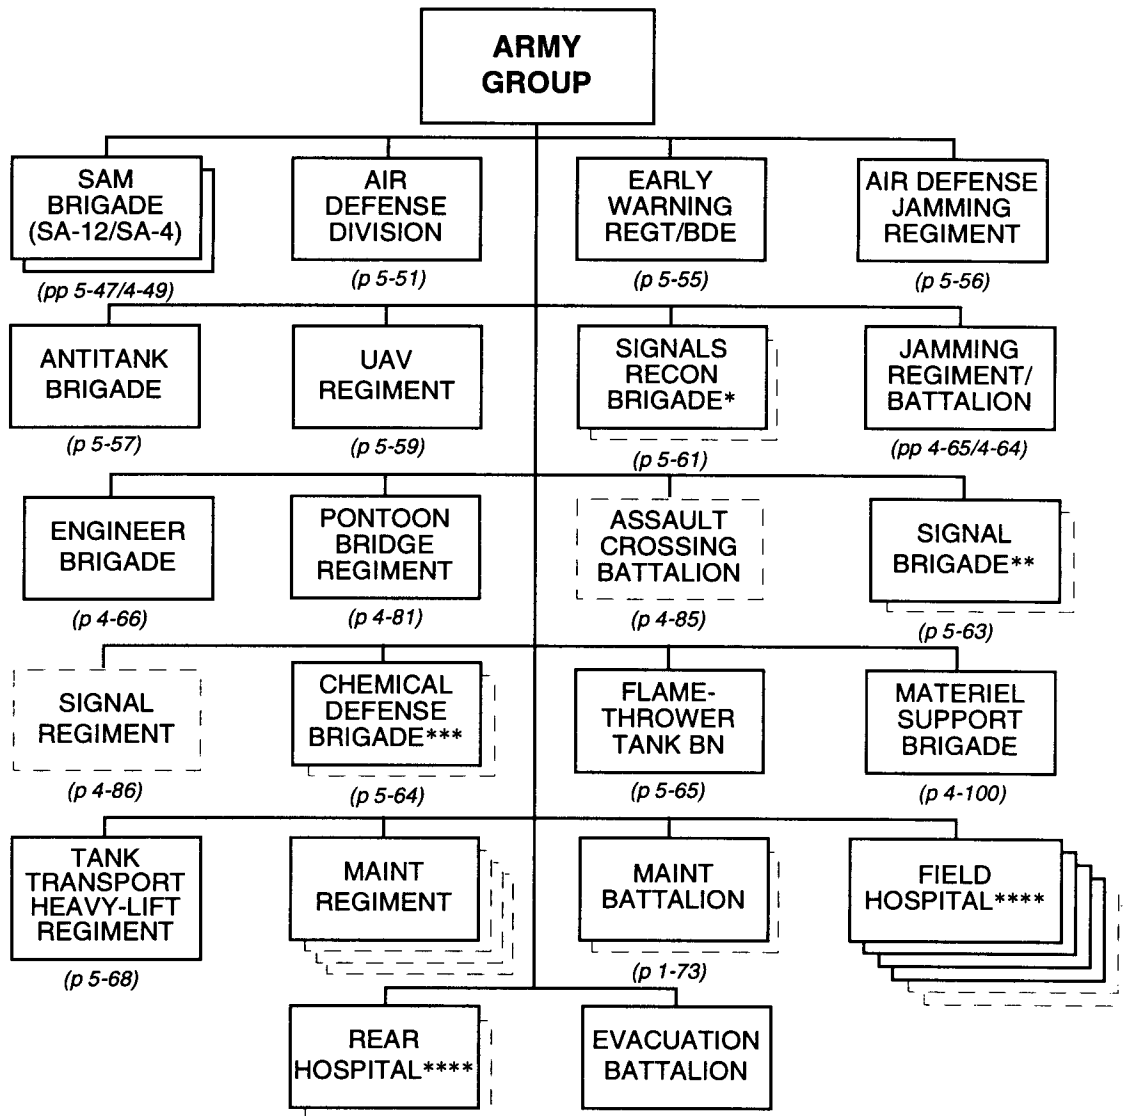 ARMY
GROUP
SAM
BRIGADE
(SA-12/SA-4)
(pp 5-47/4-49)
AIR
DEFENSE
DIVISION
(p 5-51)
EARLY
WARNING
REGT/BDE
(p 5-55)
AIR DEFENSE
JAMMING
REGIMENT
(p 5-56)
ANTITANK
BRIGADE
(p 5-57)
UAV
REGIMENT
(p 5-59)
SIGNALS
RECON
BRIGADE*
(p 5-61)
JAMMING
REGIMENT/
BATTALION
(pp 4-65/4-64)
ENGINEER
BRIGADE
(p 4-66)
PONTOON
BRIDGE
REGIMENT
(p 4-81)
ASSAULT
CROSSING
BATTALION
(p 4-85)
SIGNAL
BRIGADE**
(p 5-63)
SIGNAL
REGIMENT
(p 4-86)
CHEMICAL
DEFENSE
BRIGADE***
(p 5-64)
FLAME-
THROWER
TANK BN
(p 5-65)
MATERIEL
SUPPORT
BRIGADE
(p 4-100)
TANK
TRANSPORT
HEAVY-LIFT
REGIMENT
(p 5-68)
MAINT
REGIMENT
MAINT
BATTALION
(p 1-73)
FIELD
HOSPITAL****
REAR
HOSPITAL****
EVACUATION
BATTALION